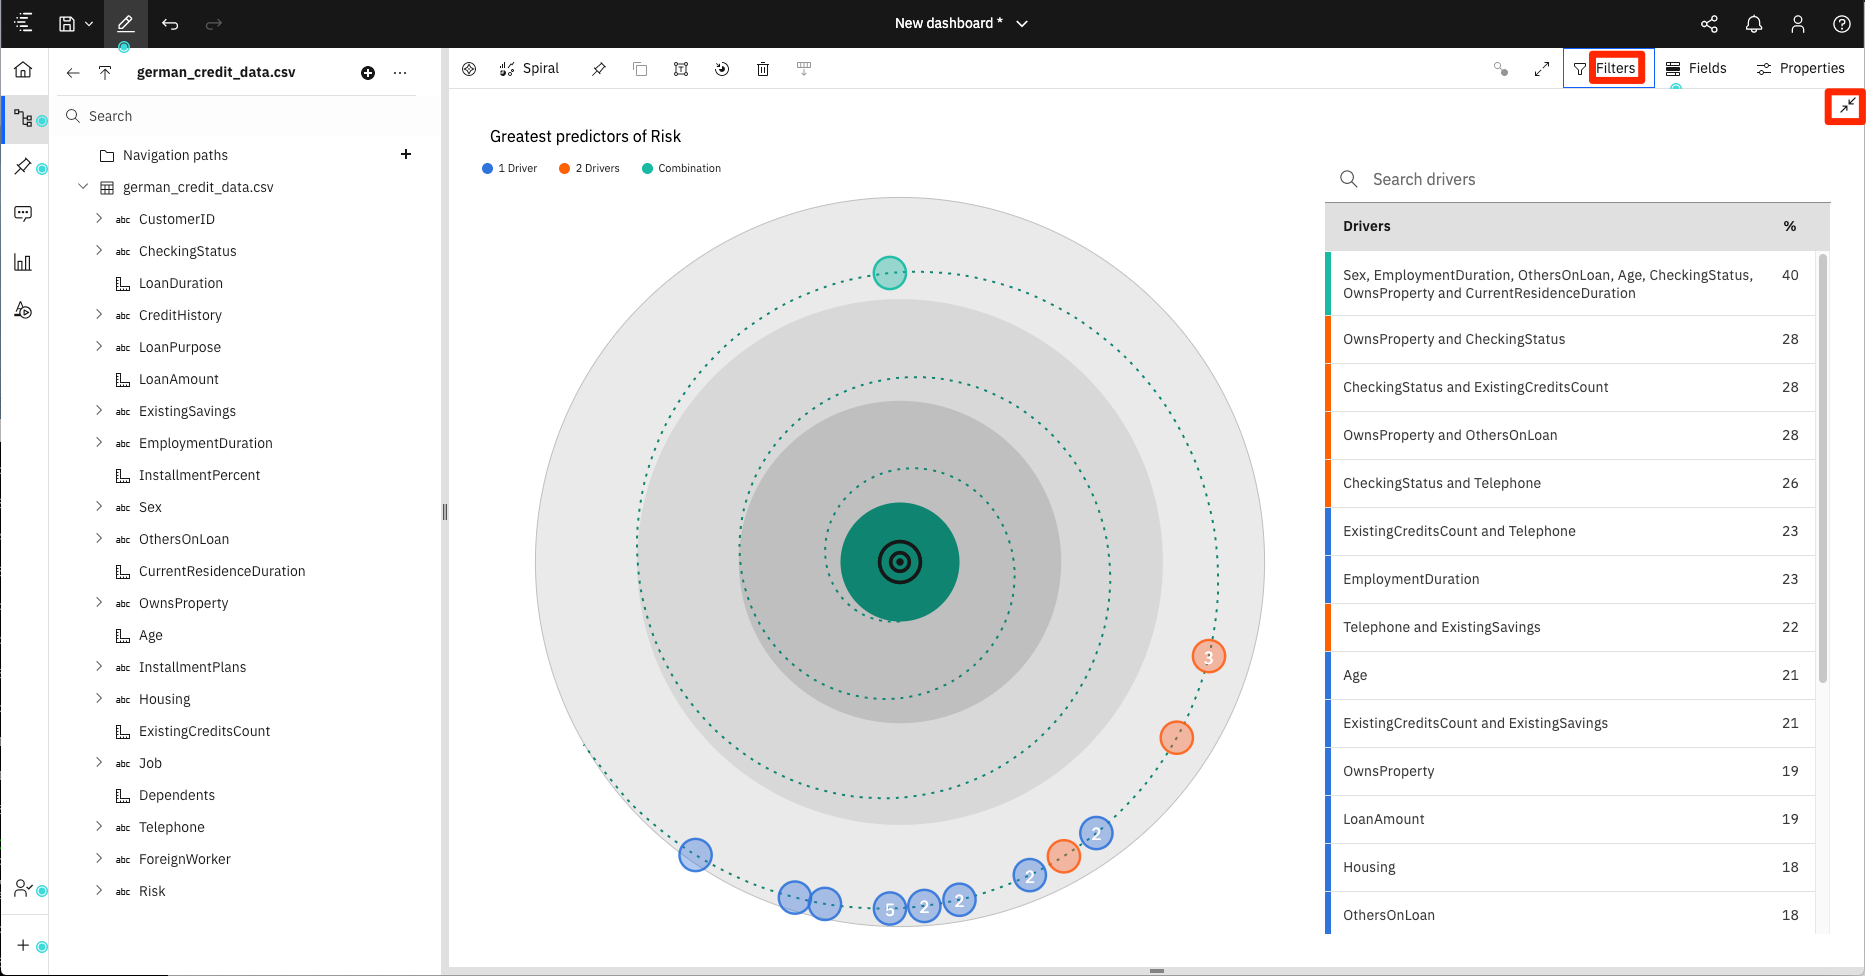 New dashboard *
german_credit_data.csv
Search
Navigation paths
german_credit_data.csv
abc CustomerID
abc CheckingStatus
LoanDuration
abc CreditHistory
abc LoanPurpose
LoanAmount
abc ExistingSavings
abc EmploymentDuration
InstallmentPercent
abc Sex
abc OthersOnLoan
CurrentResidenceDuration
abc OwnsProperty
Age
abc InstallmentPlans
abc Housing
ExistingCreditsCount
abc Job
Dependents
abc Telephone
abc ForeignWorker
abc Risk
Spiral
Filters
Fields
Properties
Greatest predictors of Risk
1 Driver
2 Drivers
Combination
3
2
2
2
2
5
Search drivers
Drivers %
Sex, EmploymentDuration, OthersOnLoan, Age, CheckingStatus, 40
OwnsProperty and CurrentResidenceDuration
OwnsProperty and CheckingStatus 28
CheckingStatus and ExistingCreditsCount 28
OwnsProperty and OthersOnLoan 28
CheckingStatus and Telephone 26
ExistingCreditsCount and Telephone 23
EmploymentDuration 23
Telephone and ExistingSavings 22
Age 21
ExistingCreditsCount and ExistingSavings 21
OwnsProperty 19
LoanAmount 19
Housing 18
OthersOnLoan 18